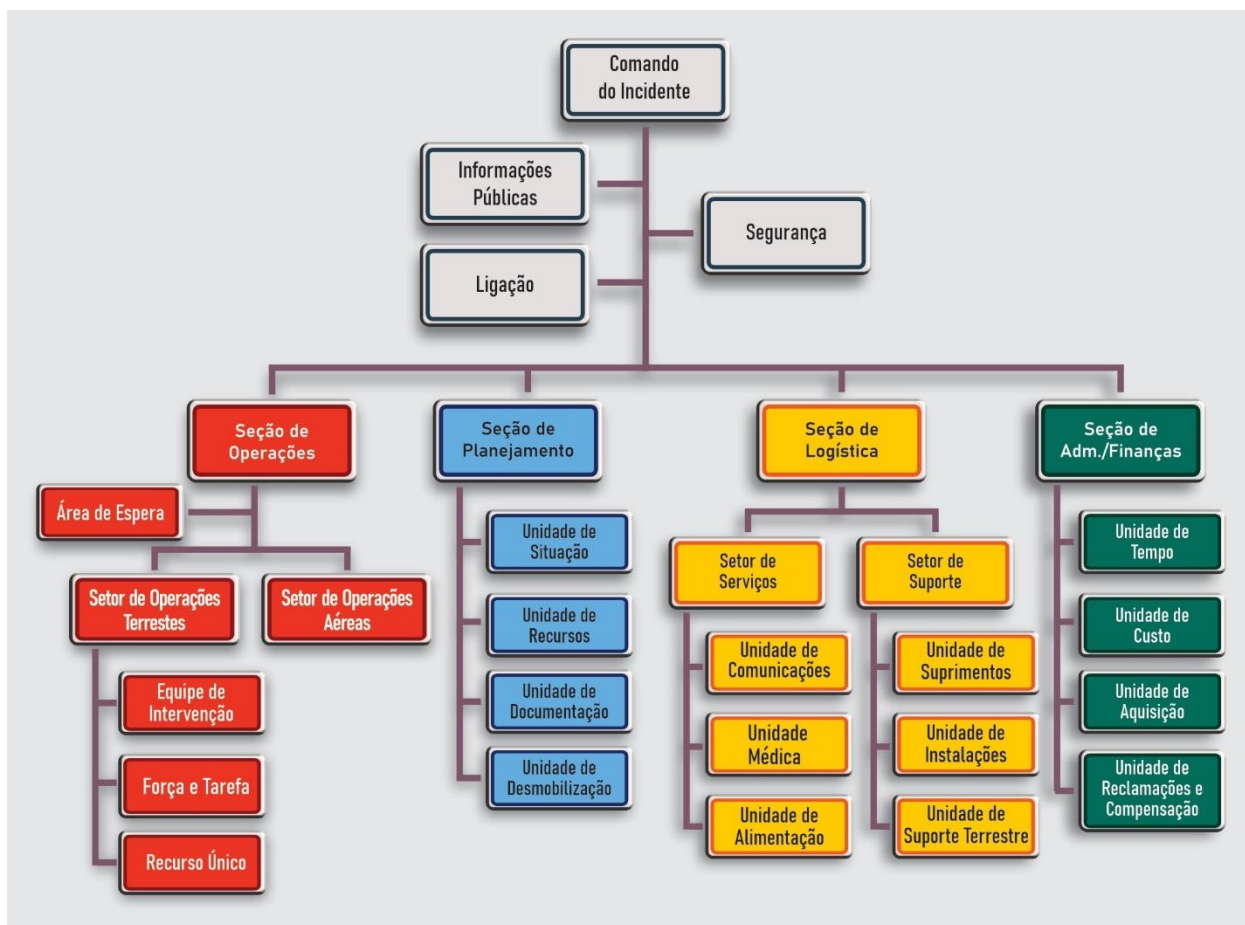 Comando
do Incidente
Informações
Públicas
Segurança
Ligação
Seção de
Operações
Seção de
Planejamento
Seção de
Logística
Seção de
Adm./Finanças
Área de Espera
Setor de Operações
Terrestes
Setor de Operações
Aéreas
Equipe de
Intervenção
Força e Tarefa
Recurso Único
Unidade de
Situação
Unidade de
Recursos
Unidade de
Documentação
Unidade de
Desmobilização
Setor de
Serviços
Setor de
Suporte
Unidade de
Comunicações
Unidade
Médica
Unidade de
Alimentação
Unidade de
Suprimentos
Unidade de
Instalações
Unidade de
Suporte Terrestre
Unidade de
Tempo
Unidade de
Custo
Unidade de
Aquisição
Unidade de
Reclamações e
Compensação